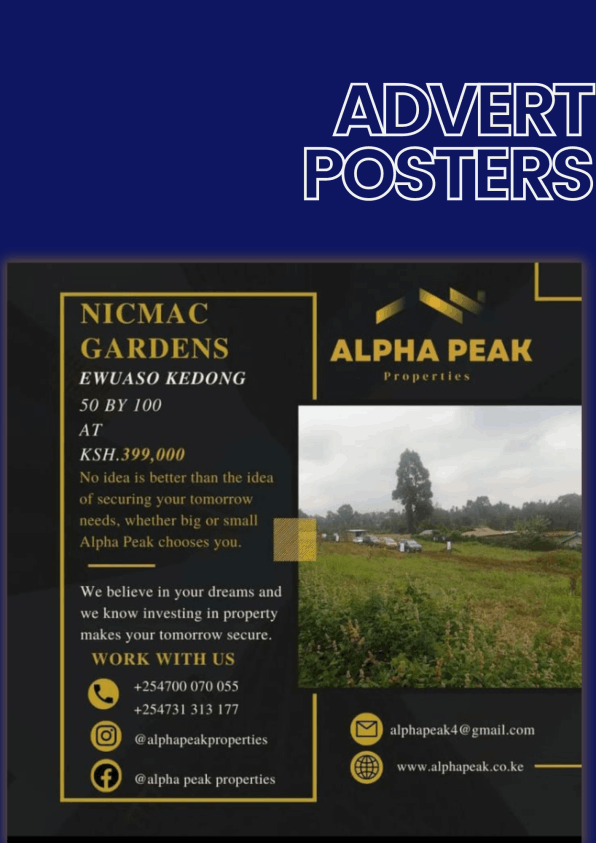 ADVERT
POSTERS
NICMAC
GARDENS
EWUASO KEDONG
50 BY 100
AT
KSH.399,000
No idea is better than the idea
of securing your tomorrow
needs, whether big or small
Alpha Peak chooses you.
We believe in your dreams and
we know investing in property
makes your tomorrow secure.
WORK WITH US
+254700 070 055
+254731 313 177
@alphapeakproperties
@alpha peak properties
ALPHA PEAK
Properties
alphapeak4@gmail.com
www.alphapeak.co.ke